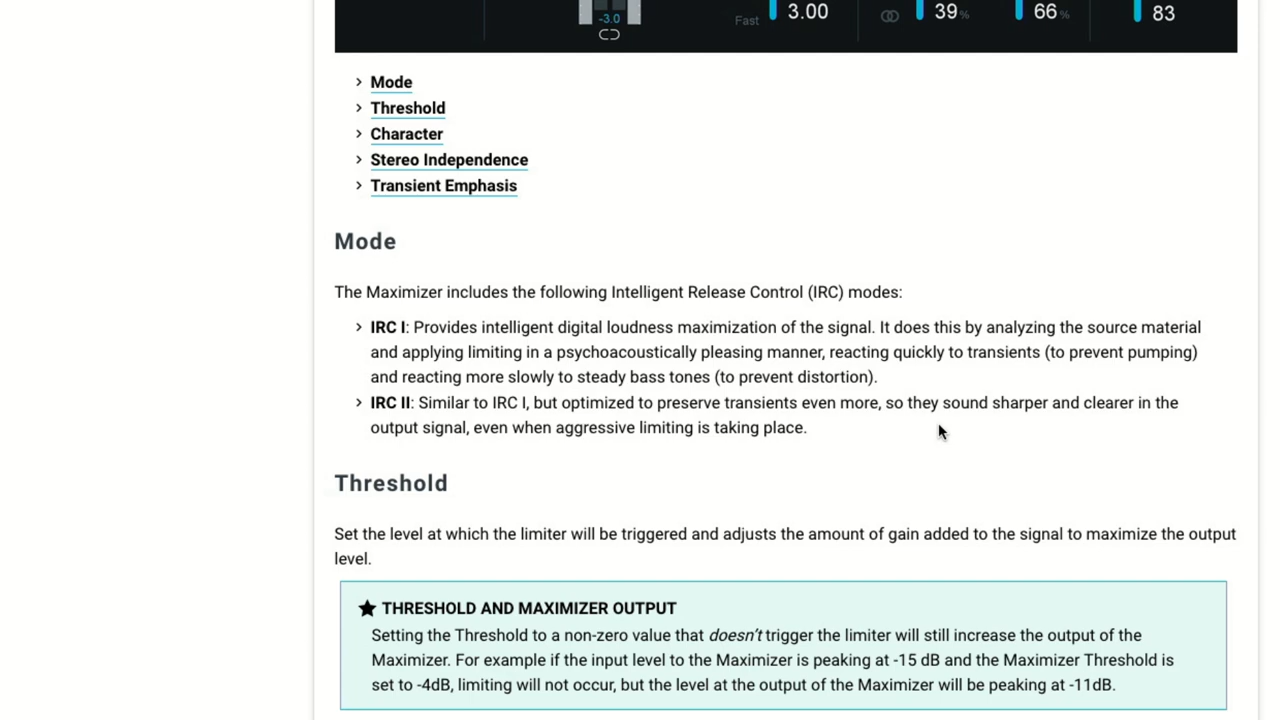 -3.0
Fast
3.00
39%
66%
83
Mode
Threshold
Character
Stereo Independence
Transient Emphasis
Mode
The Maximizer includes the following Intelligent Release Control (IRC) modes:
IRC I: Provides intelligent digital loudness maximization of the signal. It does this by analyzing the source material
and applying limiting in a psychoacoustically pleasing manner, reacting quickly to transients (to prevent pumping)
and reacting more slowly to steady bass tones (to prevent distortion).
IRC II: Similar to IRC I, but optimized to preserve transients even more, so they sound sharper and clearer in the
output signal, even when aggressive limiting is taking place.
Threshold
Set the level at which the limiter will be triggered and adjusts the amount of gain added to the signal to maximize the output
level.
★ THRESHOLD AND MAXIMIZER OUTPUT
Setting the Threshold to a non-zero value that doesn't trigger the limiter will still increase the output of the
Maximizer. For example if the input level to the Maximizer is peaking at -15 dB and the Maximizer Threshold is
set to -4dB, limiting will not occur, but the level at the output of the Maximizer will be peaking at -11dB.